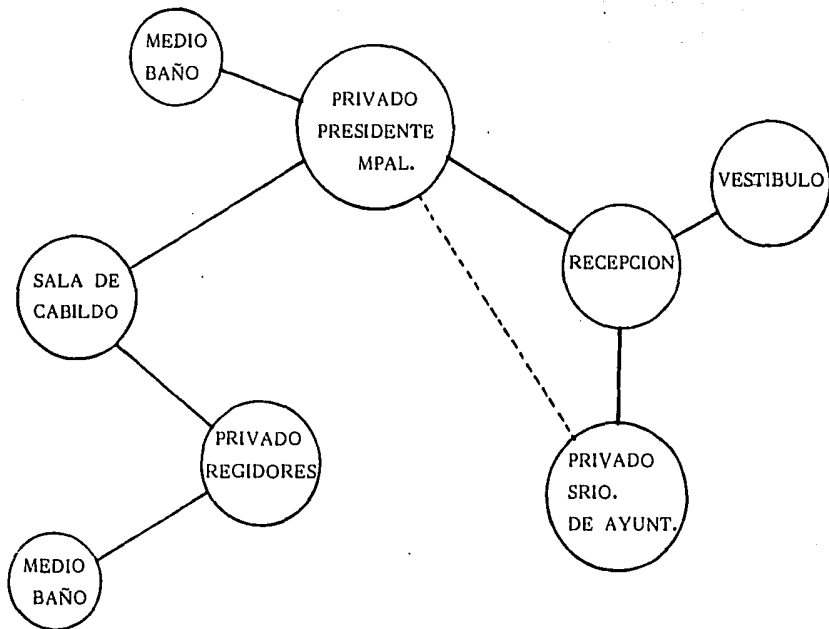 MEDIO
BAÑO
PRIVADO
PRESIDENTE
MPAL.
VESTIBULO
RECEPCION
SALA DE
CABILDO
PRIVADO
REGIDORES
PRIVADO
SRIO.
DE AYUNT.
MEDIO
BAÑO